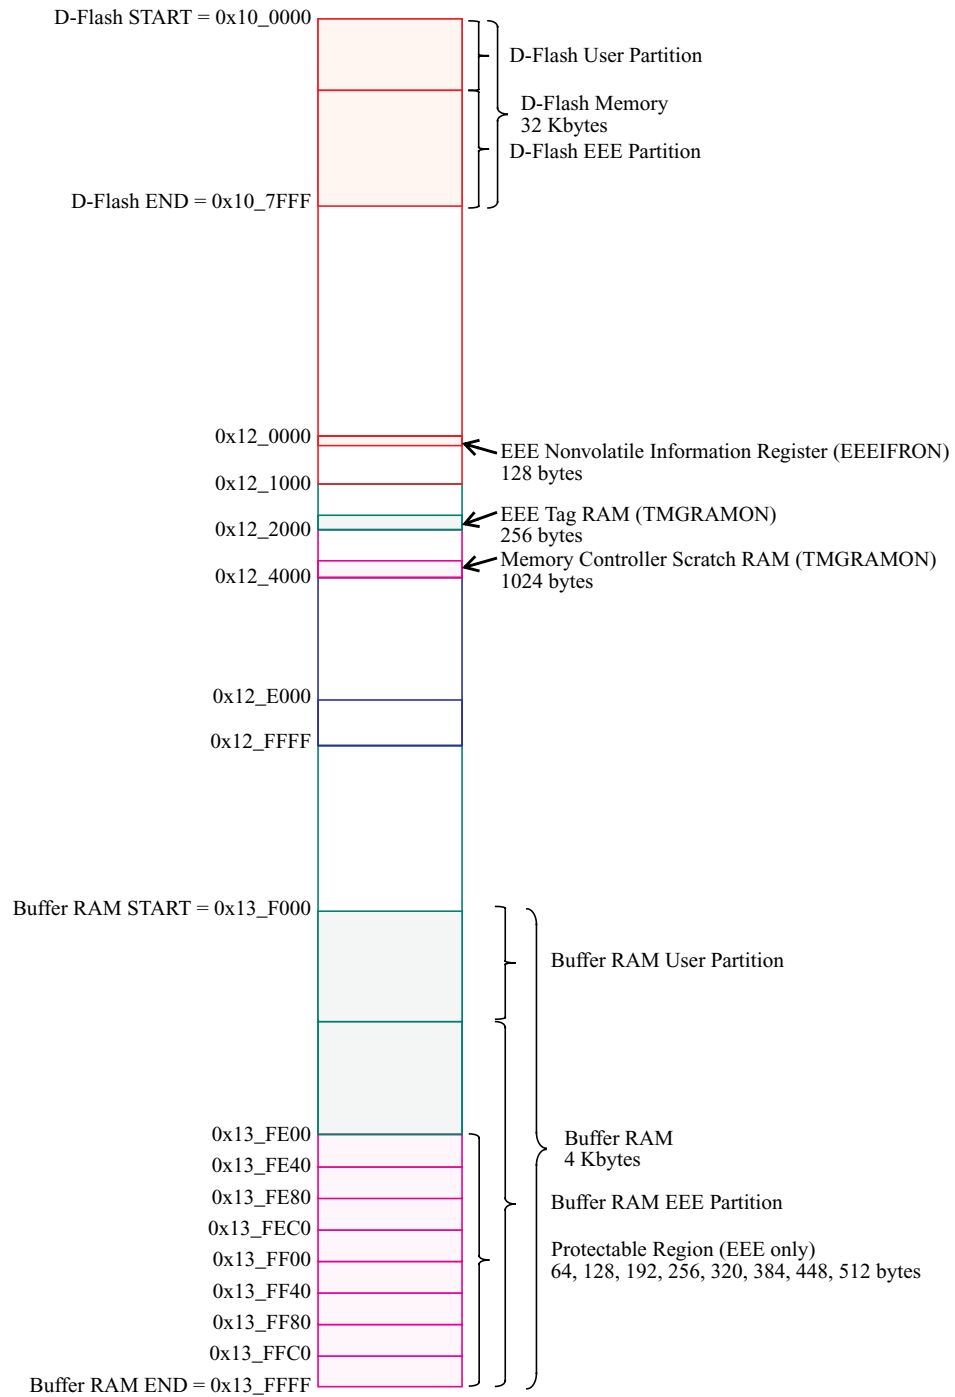 D-Flash START = 0x10_0000
D-Flash User Partition
D-Flash Memory
32 Kbytes
D-Flash EEE Partition
D-Flash END = 0x10_7FFF
0x12_0000
EEE Nonvolatile Information Register (EEEIFRON)
128 bytes
0x12_1000
EEE Tag RAM (TMGRAMON)
256 bytes
0x12_2000
Memory Controller Scratch RAM (TMGRAMON)
1024 bytes
0x12_4000
0x12_E000
0x12_FFFF
Buffer RAM START = 0x13_F000
Buffer RAM User Partition
0x13_FE00
Buffer RAM
4 Kbytes
0x13_FE40
0x13_FE80
Buffer RAM EEE Partition
0x13_FEC0
Protectable Region (EEE only)
64, 128, 192, 256, 320, 384, 448, 512 bytes
0x13_FF00
0x13_FF40
0x13_FF80
0x13_FFC0
Buffer RAM END = 0x13_FFFF